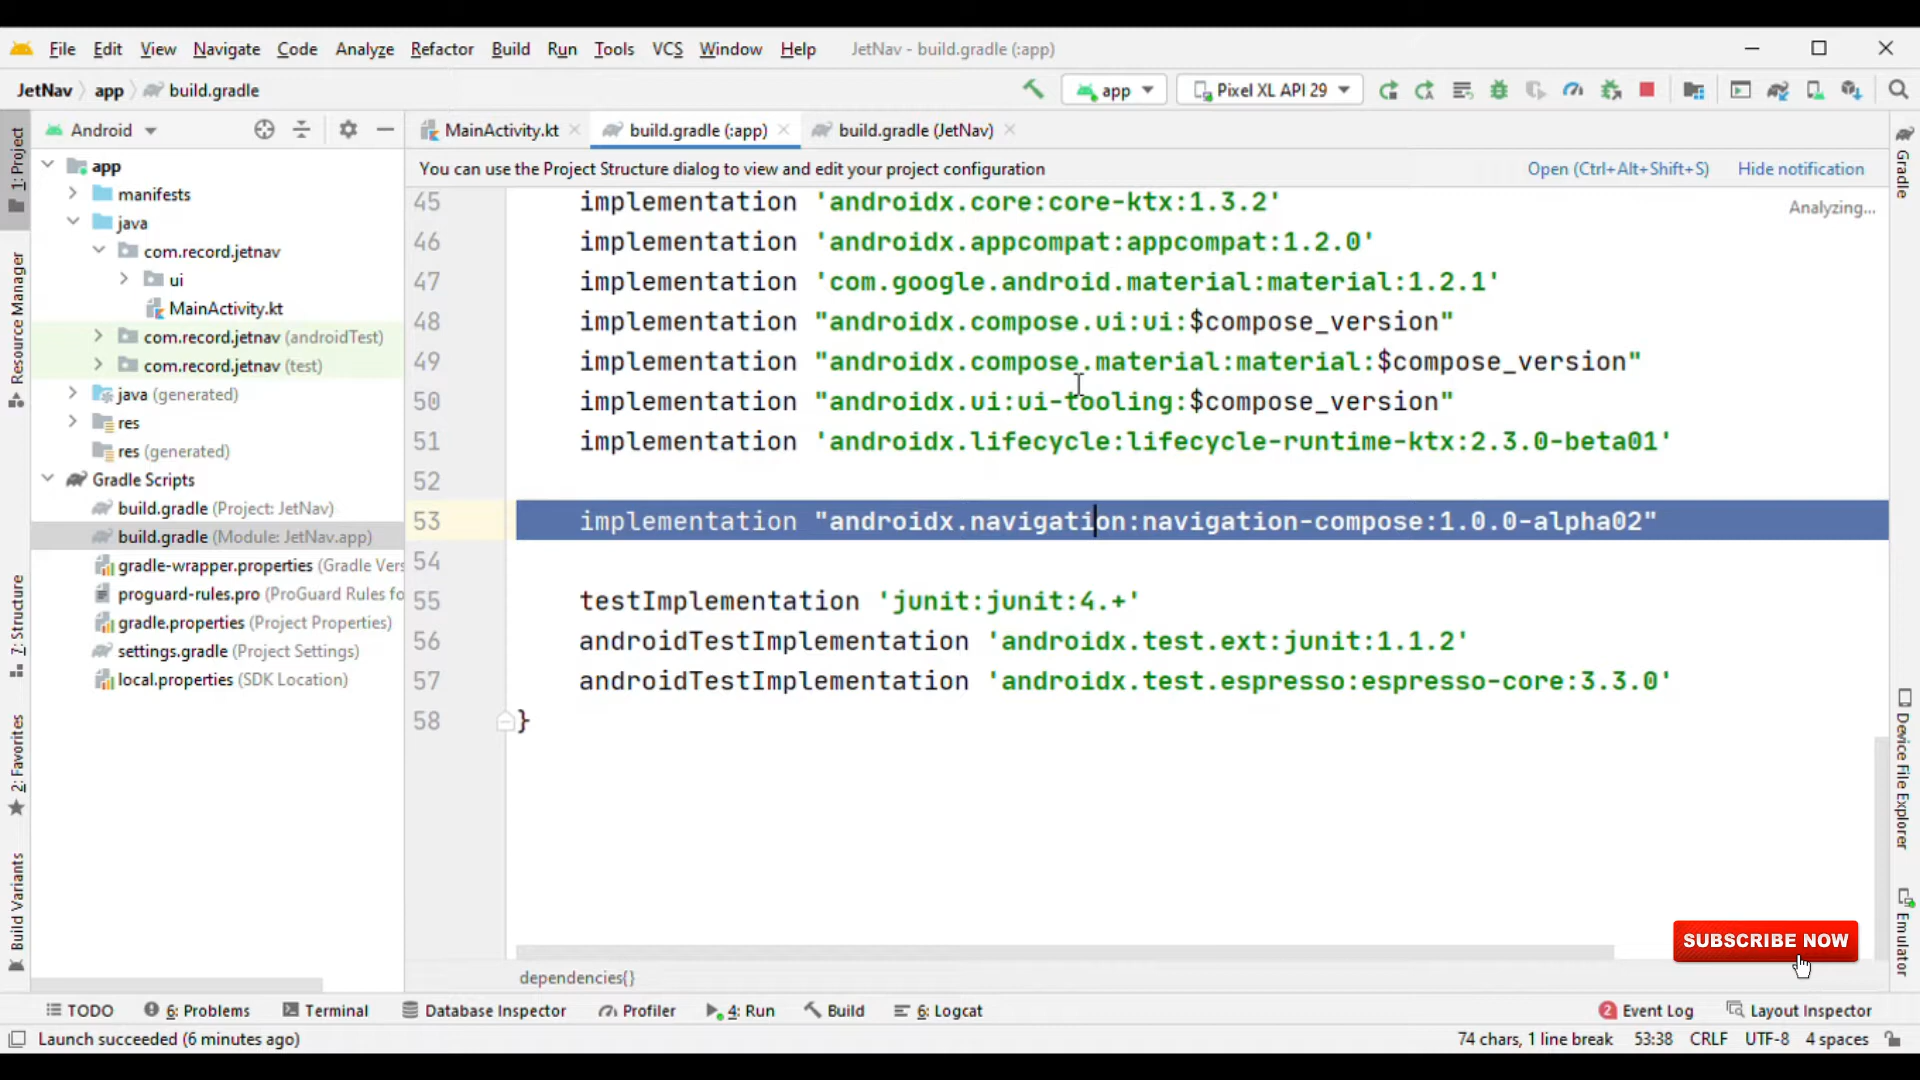 File Edit View Navigate Code Analyze Refactor Build Run Tools VCS Window Help JetNav - build.gradle (:app)
JetNav app build.gradle app Pixel XL API 29
Android MainActivity.kt build.gradle (:app) build.gradle (JetNav)
You can use the Project Structure dialog to view and edit your project configuration Open (Ctrl+Alt+Shift+S) Hide notification
Analyzing...
1: Project
Resource Manager
7: Structure
2: Favorites
Build Variants
app
manifests
java
com.record.jetnav
ui
MainActivity.kt
com.record.jetnav (androidTest)
com.record.jetnav (test)
java (generated)
res
res (generated)
Gradle Scripts
build.gradle (Project: JetNav)
build.gradle (Module: JetNav.app)
gradle-wrapper.properties (Gradle Vers
proguard-rules.pro (ProGuard Rules fo
gradle.properties (Project Properties)
settings.gradle (Project Settings)
local.properties (SDK Location)
45 implementation 'androidx.core:core-ktx:1.3.2'
46 implementation 'androidx.appcompat:appcompat:1.2.0'
47 implementation 'com.google.android.material:material:1.2.1'
48 implementation "androidx.compose.ui:ui:$compose_version"
49 implementation "androidx.compose.material:material:$compose_version"
50 implementation "androidx.ui:ui-tooling:$compose_version"
51 implementation 'androidx.lifecycle:lifecycle-runtime-ktx:2.3.0-beta01'
52
53 implementation "androidx.navigation:navigation-compose:1.0.0-alpha02"
54
55 testImplementation 'junit:junit:4.+'
56 androidTestImplementation 'androidx.test.ext:junit:1.1.2'
57 androidTestImplementation 'androidx.test.espresso:espresso-core:3.3.0'
58 }
Gradle
Device File Explorer
Emulator
SUBSCRIBE NOW
dependencies{}
TODO 6: Problems Terminal Database Inspector Profiler 4: Run Build 6: Logcat 2 Event Log Layout Inspector
Launch succeeded (6 minutes ago) 74 chars, 1 line break 53:38 CRLF UTF-8 4 spaces